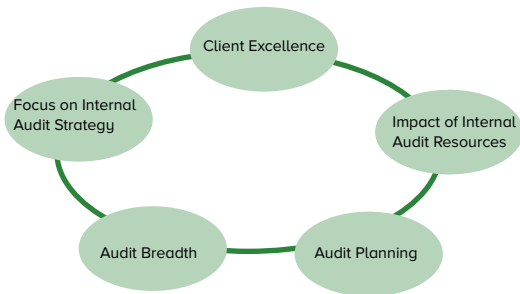 Client Excellence
Focus on Internal
Audit Strategy
Impact of Internal
Audit Resources
Audit Breadth
Audit Planning